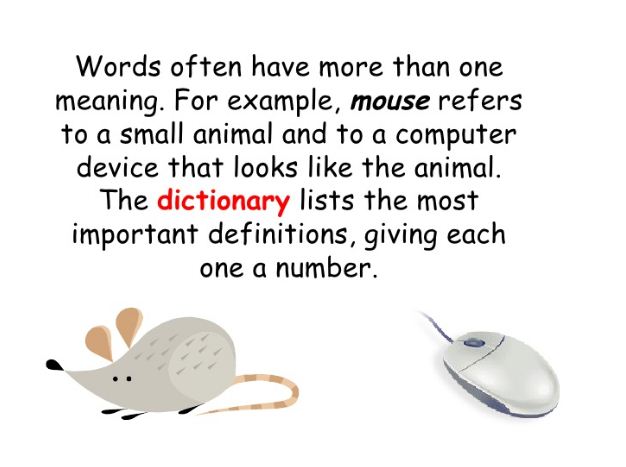 Words often have more than one
meaning. For example, mouse refers
to a small animal and to a computer
device that looks like the animal.
The dictionary lists the most
important definitions, giving each
one a number.